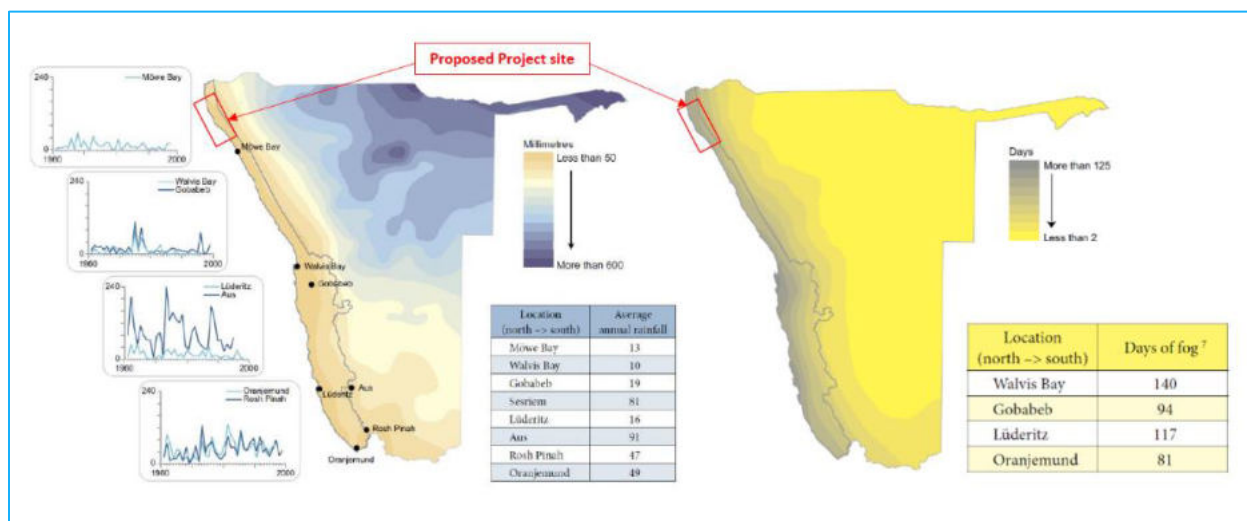 Proposed Project site
240
Möwe Bay
0
1960
2000
240
Walvis Bay
Gobabeb
0
1960
2000
240
Lüderitz
Aus
0
1960
2000
240
Oranjemund
Rosh Pinah
0
1960
2000
Möwe Bay
Walvis Bay
Gobabeb
Lüderitz
Aus
Rosh Pinah
Oranjemund
Millimetres
Less than 50
More than 600
Location
(north -> south)
Average
annual rainfall
Möwe Bay 13
Walvis Bay 10
Gobabeb 19
Sesriem 81
Lüderitz 16
Aus 91
Rosh Pinah 47
Oranjemund 49
Days
More than 125
Less than 2
Location
(north -> south)
Days of fog 7
Walvis Bay 140
Gobabeb 94
Lüderitz 117
Oranjemund 81